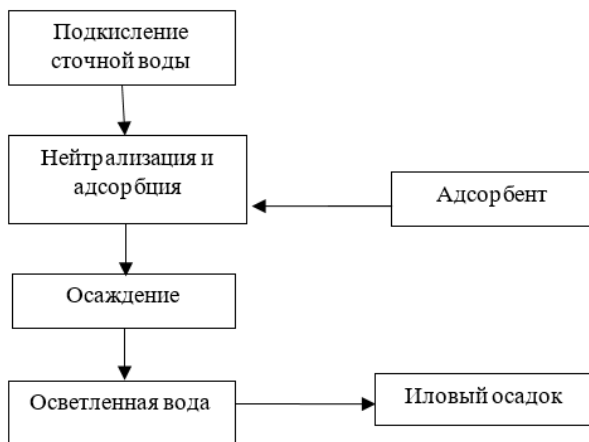 Подкисление
сточной воды
Нейтрализация и
адсорбция
Адсорбент
Осаждение
Осветленная вода
Иловый осадок